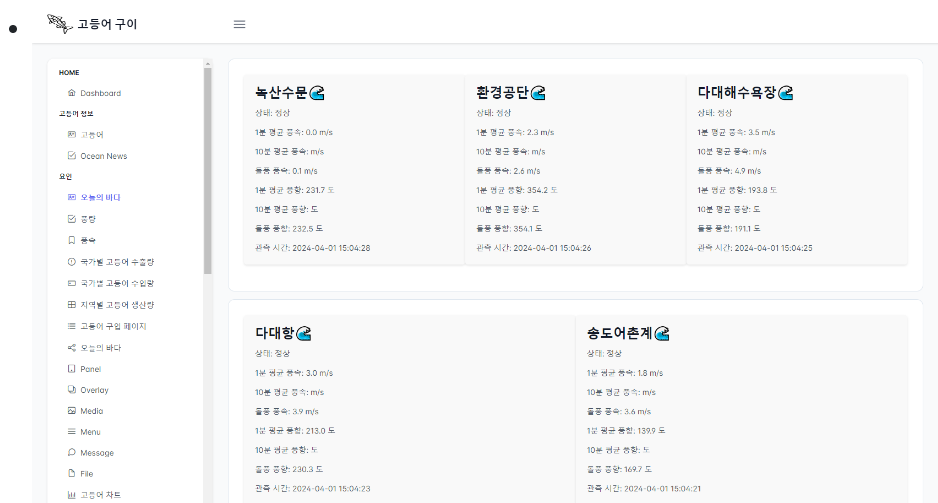 고등어 구이
HOME
Dashboard
고등어 정보
고등어
Ocean News
요인
오늘의 바다
풍향
풍속
국가별 고등어 수출량
국가별 고등어 수입량
지역별 고등어 생산량
고등어 구입 페이지
오늘의 바다
Panel
Overlay
Media
Menu
Message
File
고등어 차트
녹산수문
상태: 정상
1분 평균 풍속: 0.0 m/s
10분 평균 풍속: m/s
돌풍 풍속: 0.1 m/s
1분 평균 풍향: 231.7 도
10분 평균 풍향: 도
돌풍 풍향: 232.5 도
관측 시간: 2024-04-01 15:04:28
환경공단
상태: 정상
1분 평균 풍속: 2.3 m/s
10분 평균 풍속: m/s
돌풍 풍속: 2.6 m/s
1분 평균 풍향: 354.2 도
10분 평균 풍향: 도
돌풍 풍향: 354.1 도
관측 시간: 2024-04-01 15:04:26
다대해수욕장
상태: 정상
1분 평균 풍속: 3.5 m/s
10분 평균 풍속: m/s
돌풍 풍속: 4.9 m/s
1분 평균 풍향: 193.8 도
10분 평균 풍향: 도
돌풍 풍향: 191.1 도
관측 시간: 2024-04-01 15:04:25
다대항
상태: 정상
1분 평균 풍속: 3.0 m/s
10분 평균 풍속: m/s
돌풍 풍속: 3.9 m/s
1분 평균 풍향: 213.0 도
10분 평균 풍향: 도
돌풍 풍향: 230.3 도
관측 시간: 2024-04-01 15:04:23
송도어촌계
상태: 정상
1분 평균 풍속: 1.8 m/s
10분 평균 풍속: m/s
돌풍 풍속: 3.6 m/s
1분 평균 풍향: 139.9 도
10분 평균 풍향: 도
돌풍 풍향: 169.7 도
관측 시간: 2024-04-01 15:04:21